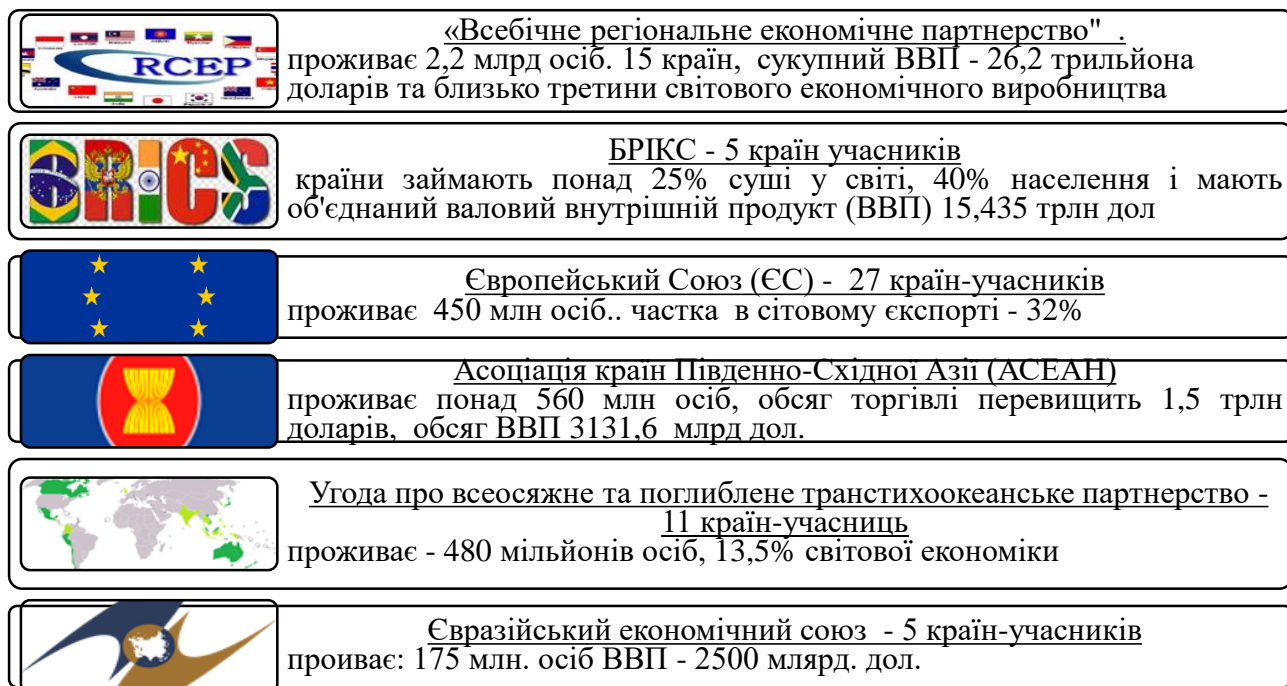 «Всебічне регіональне економічне партнерство" .
проживає 2,2 млрд осіб. 15 країн, сукупний ВВП - 26,2 трильйона
доларів та близько третини світового економічного виробництва
RCEP
БРІКС - 5 країн учасників
країни займають понад 25% суші у світі, 40% населення і мають
об'єднаний валовий внутрішній продукт (ВВП) 15,435 трлн дол
BRICS
Європейський Союз (ЄС) - 27 країн-учасників
проживає 450 млн осіб.. частка в сітовому єкспорті - 32%
Асоціація країн Південно-Східної Азії (АСЕАН)
проживає понад 560 млн осіб, обсяг торгівлі перевищить 1,5 трлн
доларів, обсяг ВВП 3131,6 млрд дол.
Угода про всеосяжне та поглиблене транстихоокеанське партнерство -
11 країн-учасниць
проживає - 480 мільйонів осіб, 13,5% світової економіки
Євразійський економічний союз - 5 країн-учасників
проиває: 175 млн. осіб ВВП - 2500 млярд. дол.